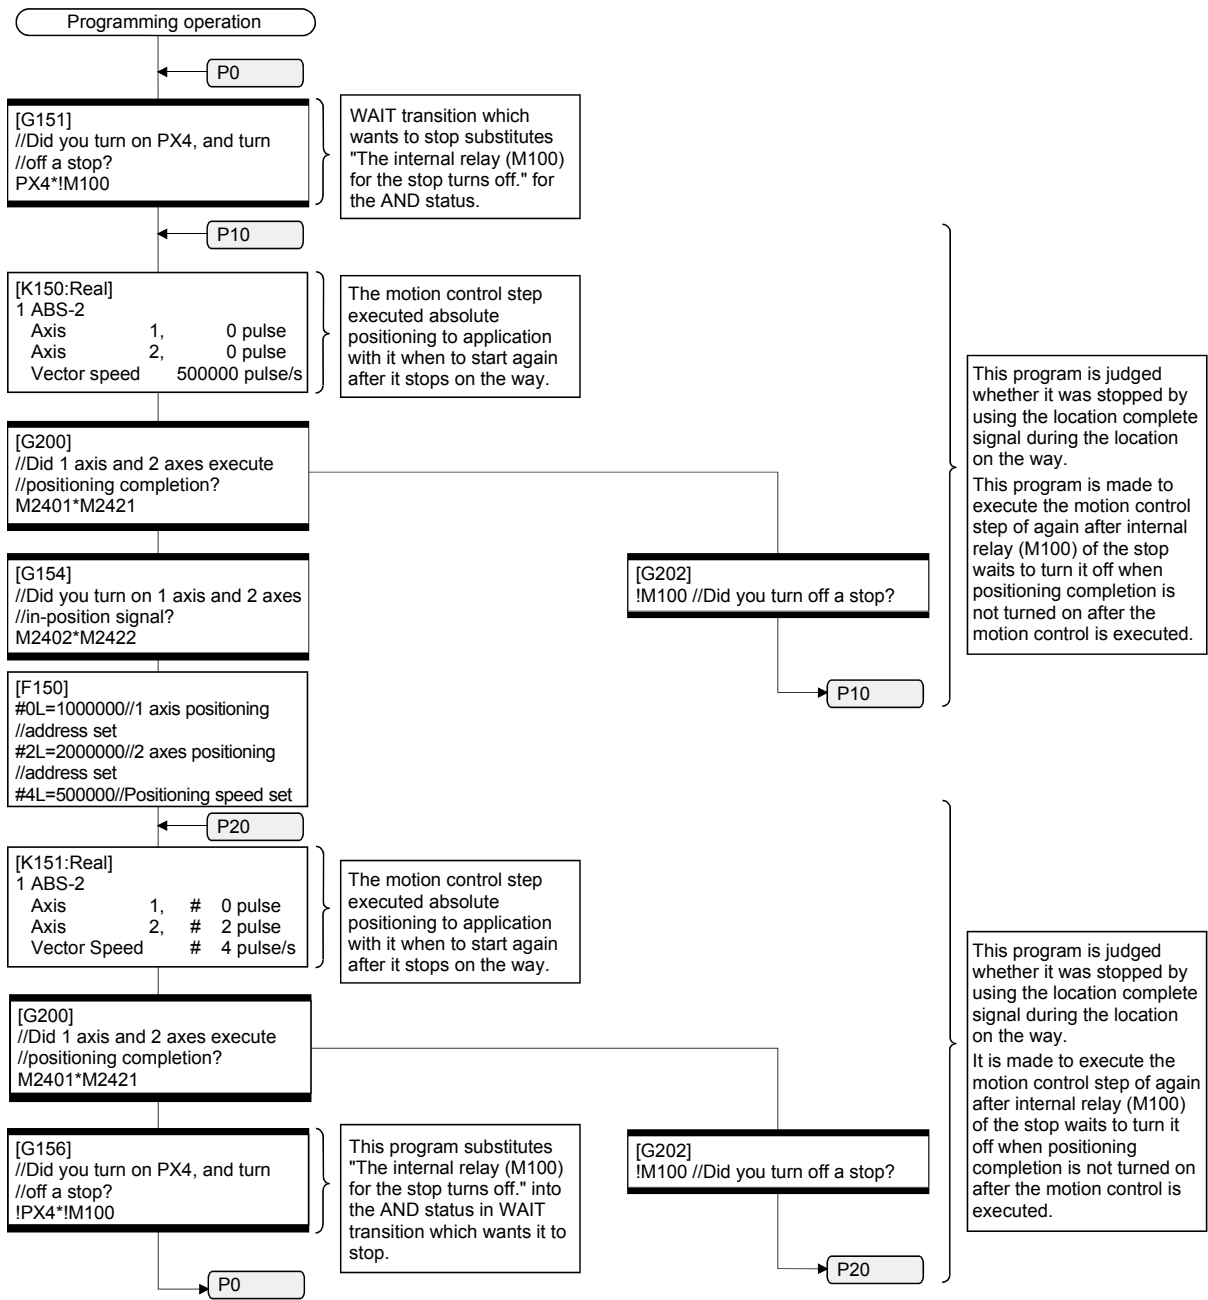 Programming operation
P0
[G151]
//Did you turn on PX4, and turn
//off a stop?
PX4*!M100
WAIT transition which
wants to stop substitutes
"The internal relay (M100)
for the stop turns off." for
the AND status.
P10
[K150:Real]
1 ABS-2
Axis 1, 0 pulse
Axis 2, 0 pulse
Vector speed 500000 pulse/s
The motion control step
executed absolute
positioning to application
with it when to start again
after it stops on the way.
[G200]
//Did 1 axis and 2 axes execute
//positioning completion?
M2401*M2421
[G154]
//Did you turn on 1 axis and 2 axes
//in-position signal?
M2402*M2422
[G202]
!M100 //Did you turn off a stop?
P10
This program is judged
whether it was stopped by
using the location complete
signal during the location
on the way.
This program is made to
execute the motion control
step of again after internal
relay (M100) of the stop
waits to turn it off when
positioning completion is
not turned on after the
motion control is executed.
[F150]
#0L=1000000//1 axis positioning
//address set
#2L=2000000//2 axes positioning
//address set
#4L=500000//Positioning speed set
P20
[K151:Real]
1 ABS-2
Axis 1, # 0 pulse
Axis 2, # 2 pulse
Vector Speed # 4 pulse/s
The motion control step
executed absolute
positioning to application
with it when to start again
after it stops on the way.
[G200]
//Did 1 axis and 2 axes execute
//positioning completion?
M2401*M2421
[G156]
//Did you turn on PX4, and turn
//off a stop?
!PX4*!M100
This program substitutes
"The internal relay (M100)
for the stop turns off." into
the AND status in WAIT
transition which wants it to
stop.
P0
[G202]
!M100 //Did you turn off a stop?
P20
This program is judged
whether it was stopped by
using the location complete
signal during the location
on the way.
It is made to execute the
motion control step of again
after internal relay (M100)
of the stop waits to turn it
off when positioning
completion is not turned on
after the motion control is
executed.